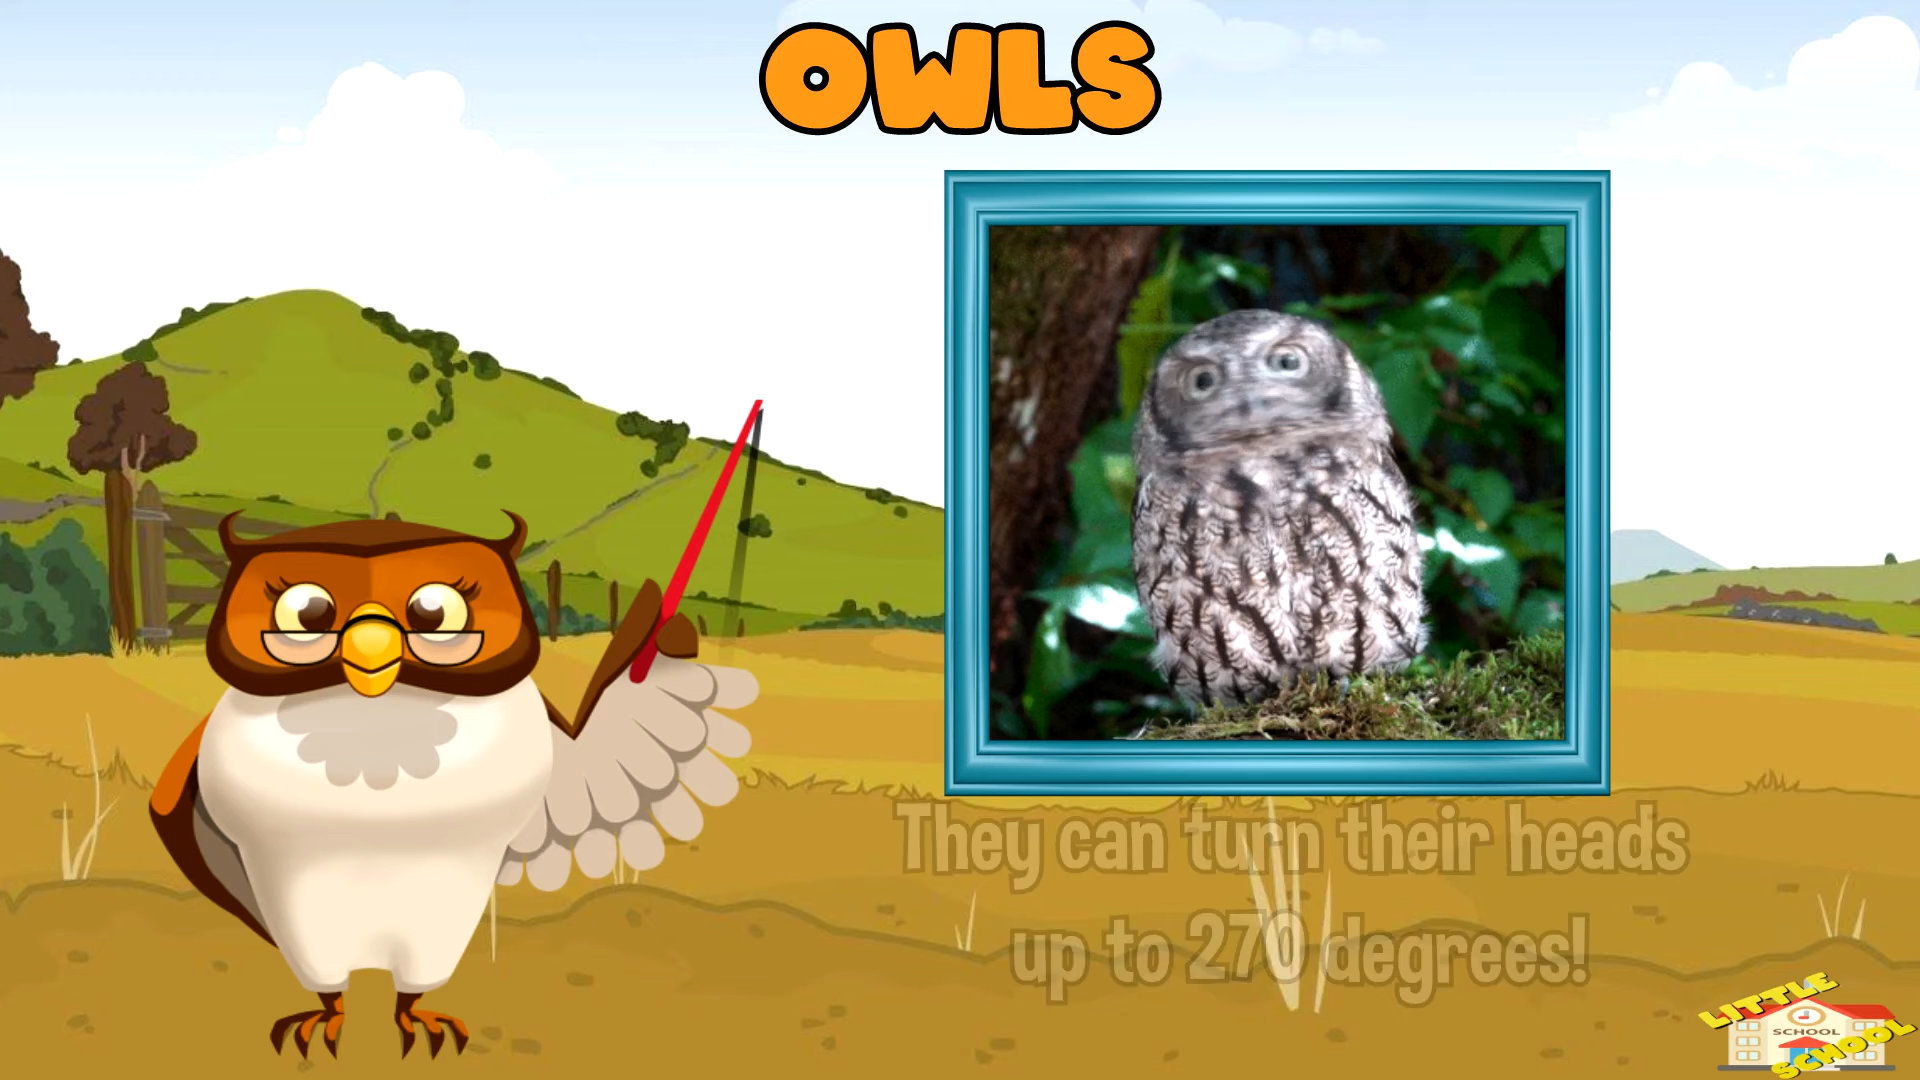 OWLS
They can turn their heads
up to 270 degrees!
LITTLE
SCHOOL
SCHOOL